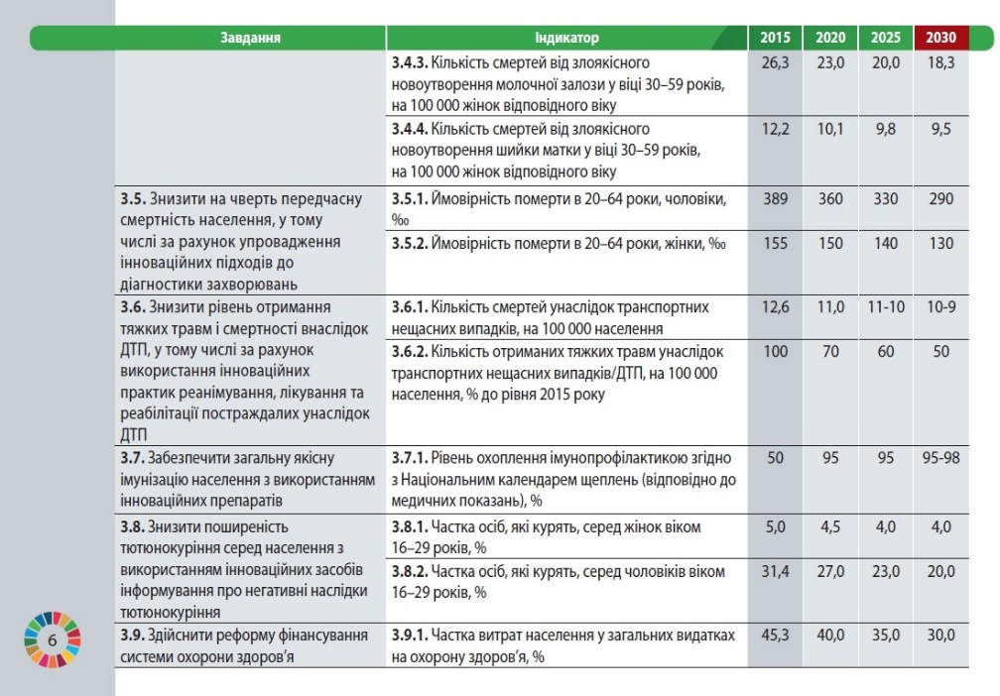 Завдання Індикатор 2015 2020 2025 2030
3.4.3. Кількість смертей від злоякісного 26,3 23,0 20,0 18,3
новоутворення молочної залози у віці 30–59 років,
на 100 000 жінок відповідного віку
3.4.4. Кількість смертей від злоякісного 12,2 10,1 9,8 9,5
новоутворення шийки матки у віці 30–59 років,
на 100 000 жінок відповідного віку
3.5. Знизити на чверть передчасну
смертність населення, у тому
числі за рахунок упровадження
інноваційних підходів до
діагностики захворювань
3.5.1. Ймовірність померти в 20–64 роки, чоловіки, 389 360 330 290
‰
3.5.2. Ймовірність померти в 20–64 роки, жінки, ‰ 155 150 140 130
3.6. Знизити рівень отримання
тяжких травм і смертності внаслідок
ДТП, у тому числі за рахунок
використання інноваційних
практик реанімування, лікування та
реабілітації постраждалих унаслідок
ДТП
3.6.1. Кількість смертей унаслідок транспортних 12,6 11,0 11-10 10-9
нещасних випадків, на 100 000 населення
3.6.2. Кількість отриманих тяжких травм унаслідок 100 70 60 50
транспортних нещасних випадків/ДТП, на 100 000
населення, % до рівня 2015 року
3.7. Забезпечити загальну якісну
імунізацію населення з використанням
інноваційних препаратів
3.7.1. Рівень охоплення імунопрофілактикою згідно 50 95 95 95-98
з Національним календарем щеплень (відповідно до
медичних показань), %
3.8. Знизити поширеність
тютюнокуріння серед населення з
використанням інноваційних засобів
інформування про негативні наслідки
тютюнокуріння
3.8.1. Частка осіб, які курять, серед жінок віком 5,0 4,5 4,0 4,0
16–29 років, %
3.8.2. Частка осіб, які курять, серед чоловіків віком 31,4 27,0 23,0 20,0
16–29 років, %
3.9. Здійснити реформу фінансування
системи охорони здоров’я
3.9.1. Частка витрат населення у загальних видатках 45,3 40,0 35,0 30,0
на охорону здоров’я, %
6